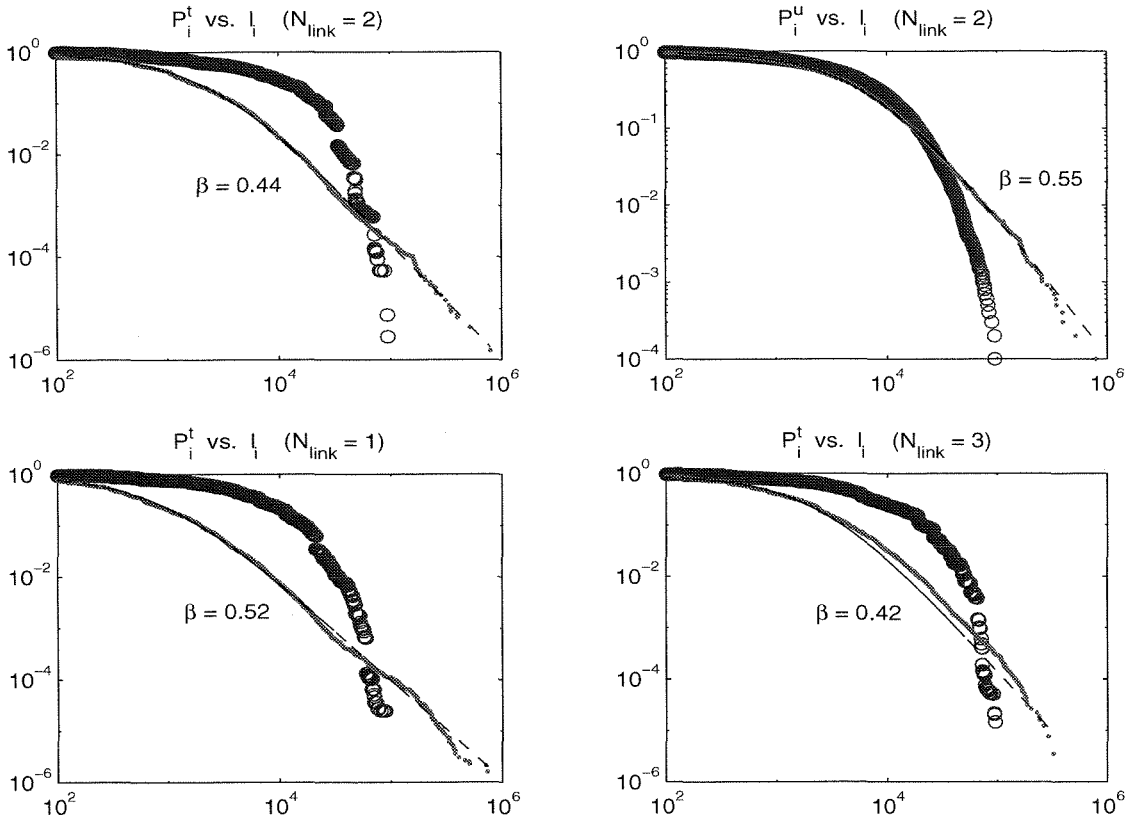 P_i^t vs. l_i (N_link = 2)
10^0
10^-2
10^-4
10^-6
β = 0.44
10^2 10^4 10^6
P_i^u vs. l_i (N_link = 2)
10^0
10^-1
10^-2
10^-3
10^-4
β = 0.55
10^2 10^4 10^6
P_i^t vs. l_i (N_link = 1)
10^0
10^-2
10^-4
10^-6
β = 0.52
10^2 10^4 10^6
P_i^t vs. l_i (N_link = 3)
10^0
10^-2
10^-4
10^-6
β = 0.42
10^2 10^4 10^6